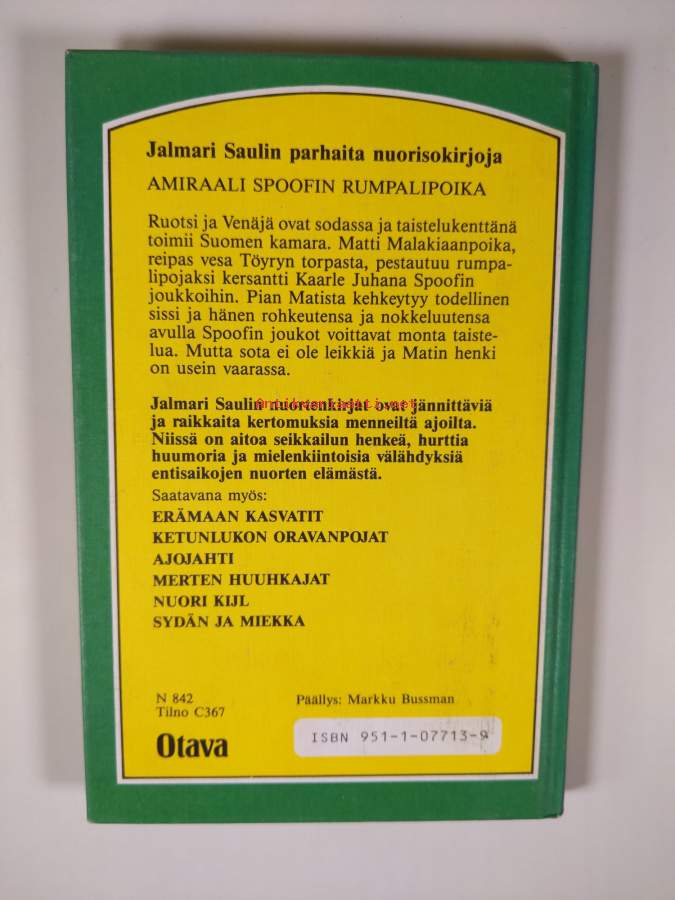 Jalmari Saulin parhaita nuorisokirjoja
AMIRAALI SPOOFIN RUMPALIPOIKA
Ruotsi ja Venäjä ovat sodassa ja taistelukenttänä
toimii Suomen kamara. Matti Malakiaanpoika,
reipas vesa Töyryn torpasta, pestautuu rumpa-
lipojaksi kersantti Kaarle Juhana Spoofin
joukkoihin. Pian Matista kehkeytyy todellinen
sissi ja hänen rohkeutensa ja nokkeluutensa
avulla Spoofin joukot voittavat monta taiste-
lua. Mutta sota ei ole leikkiä ja Matin henki
on usein vaarassa.
Antikvariaatti.net
Jalmari Saulin nuortenkirjat ovat jännittäviä
ja raikkaita kertomuksia menneiltä ajoilta.
Niissä on aitoa seikkailun henkeä, hurttia
huumoria ja mielenkiintoisia välähdyksiä
entisaikojen nuorten elämästä.
Saatavana myös:
ERÄMAAN KASVATIT
KETUNLUKON ORAVANPOJAT
AJOJAHTI
MERTEN HUUHKAJAT
NUORI KIJL
SYDÄN JA MIEKKA
N 842
Tilno C367
Päällys: Markku Bussman
Otava
ISBN 951-1-07713-9